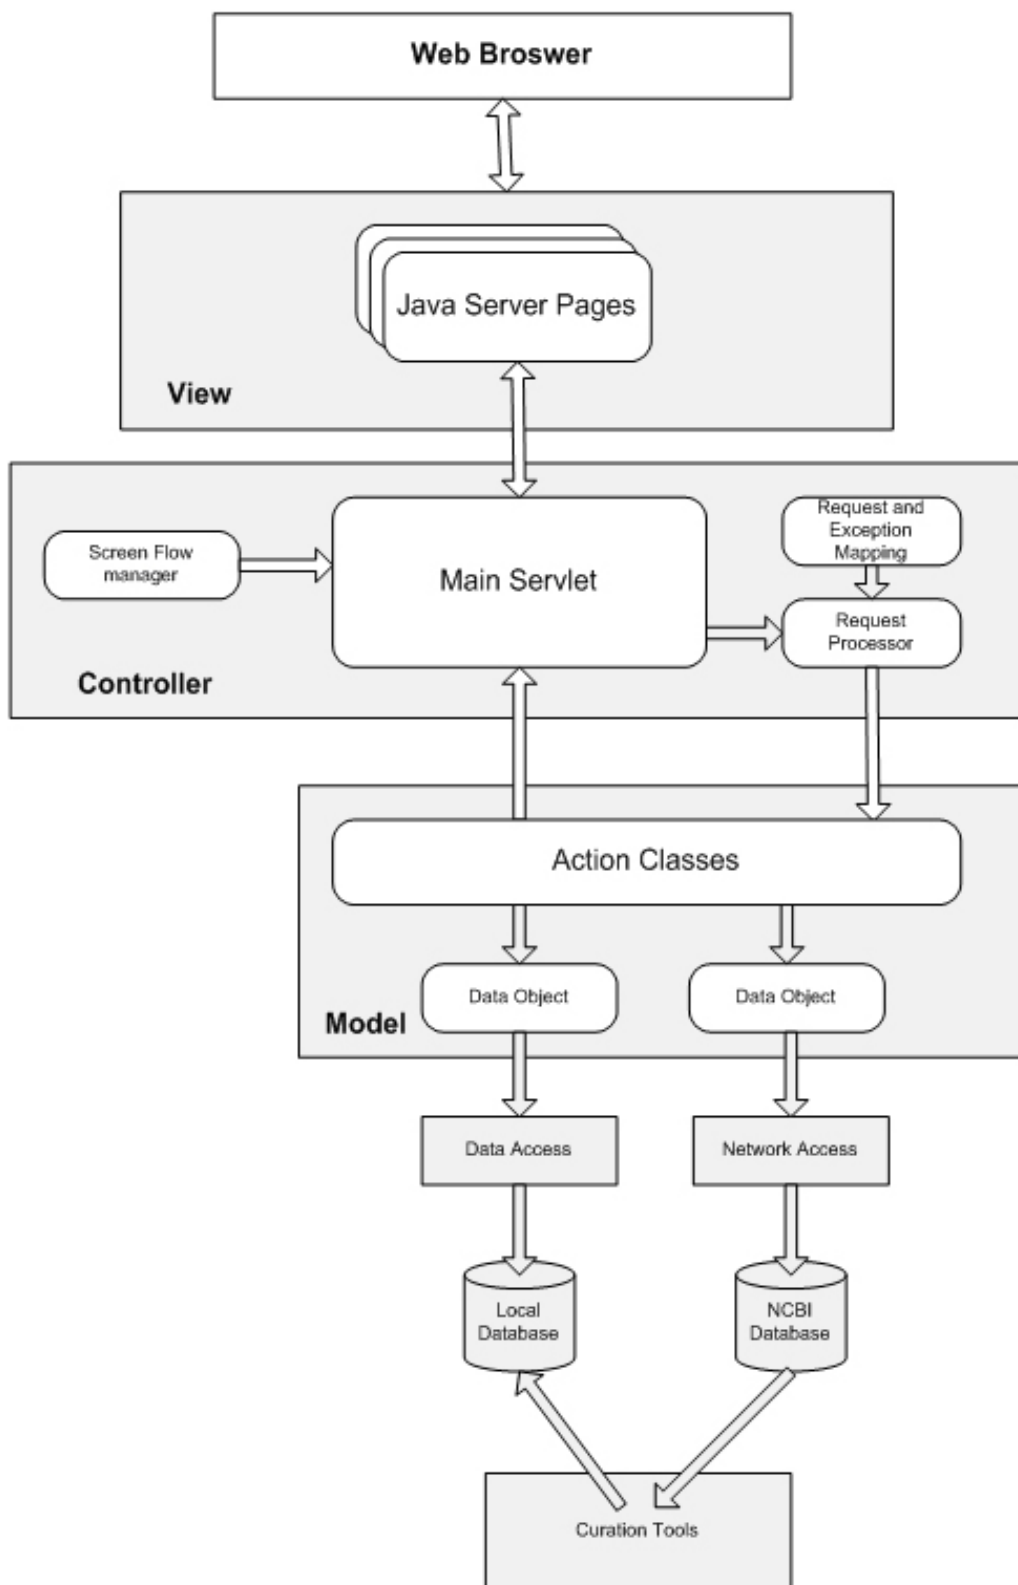 Web Broswer
Java Server Pages
View
Screen Flow
manager
Main Servlet
Request and
Exception
Mapping
Request
Processor
Controller
Action Classes
Data Object
Data Object
Model
Data Access
Network Access
Local
Database
NCBI
Database
Curation Tools